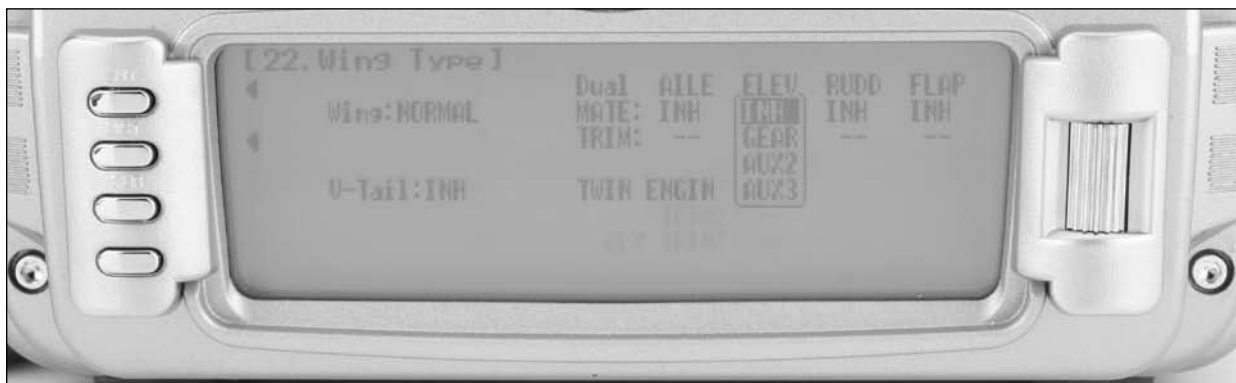 [22.Wing Type]
Dual AILE ELEV RUDD FLAP
Wing:NORMAL MATE: INH INH INH INH
TRIM: -- GEAR -- --
AUX2
V-Tail:INH TWIN ENGIN AUX3